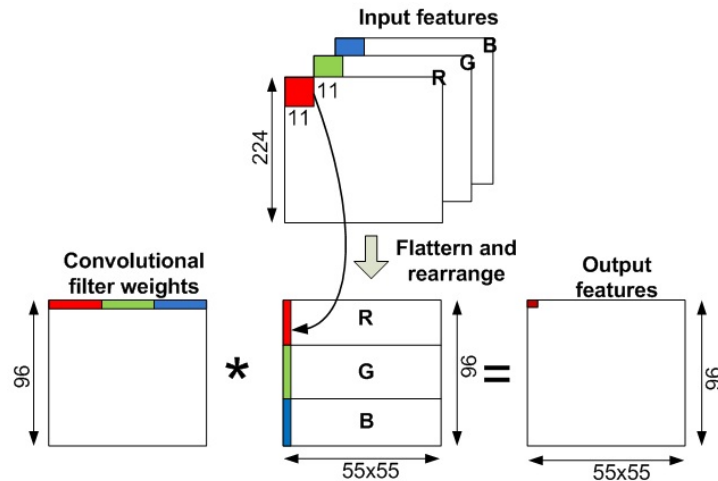 Input features
B
G
R
11
11
224
Flattern and
rearrange
Convolutional
filter weights
Output
features
96
*
R
G
B
96
=
96
55x55
55x55